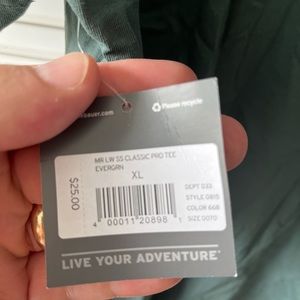 bauer.com
Please recycle
MR LW SS CLASSIC PRO TEE
EVERGRN
XL
$25.00
DEPT 033
STYLE 0815
COLOR 668
SIZE 0070
4 00011 20898 1
LIVE YOUR ADVENTURE